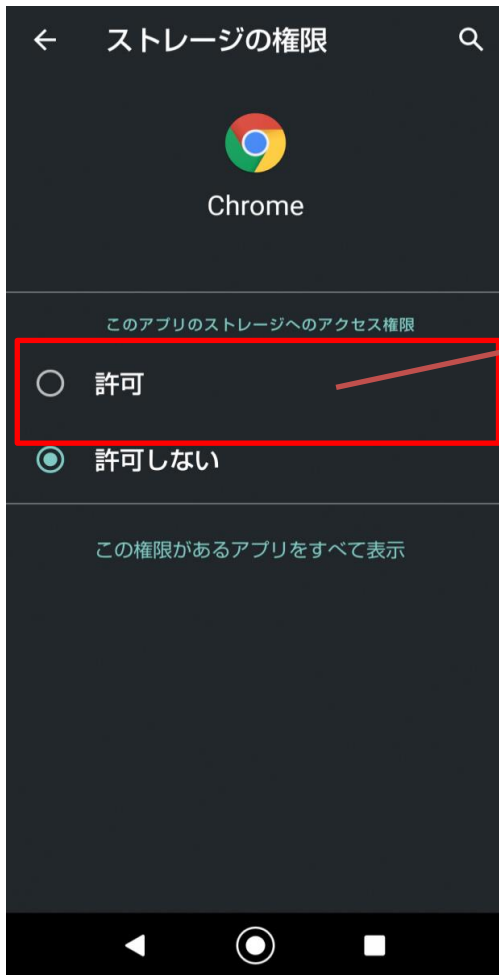 ストレージの権限
Chrome
このアプリのストレージへのアクセス権限
許可
許可しない
この権限があるアプリをすべて表示